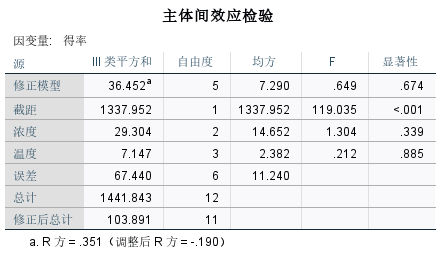 主体间效应检验
因变量: 得率
源 III 类平方和 自由度 均方 F 显著性
修正模型 36.452a 5 7.290 .649 .674
截距 1337.952 1 1337.952 119.035 <.001
浓度 29.304 2 14.652 1.304 .339
温度 7.147 3 2.382 .212 .885
误差 67.440 6 11.240
总计 1441.843 12
修正后总计 103.891 11
a. R 方 = .351（调整后 R 方 = -.190）